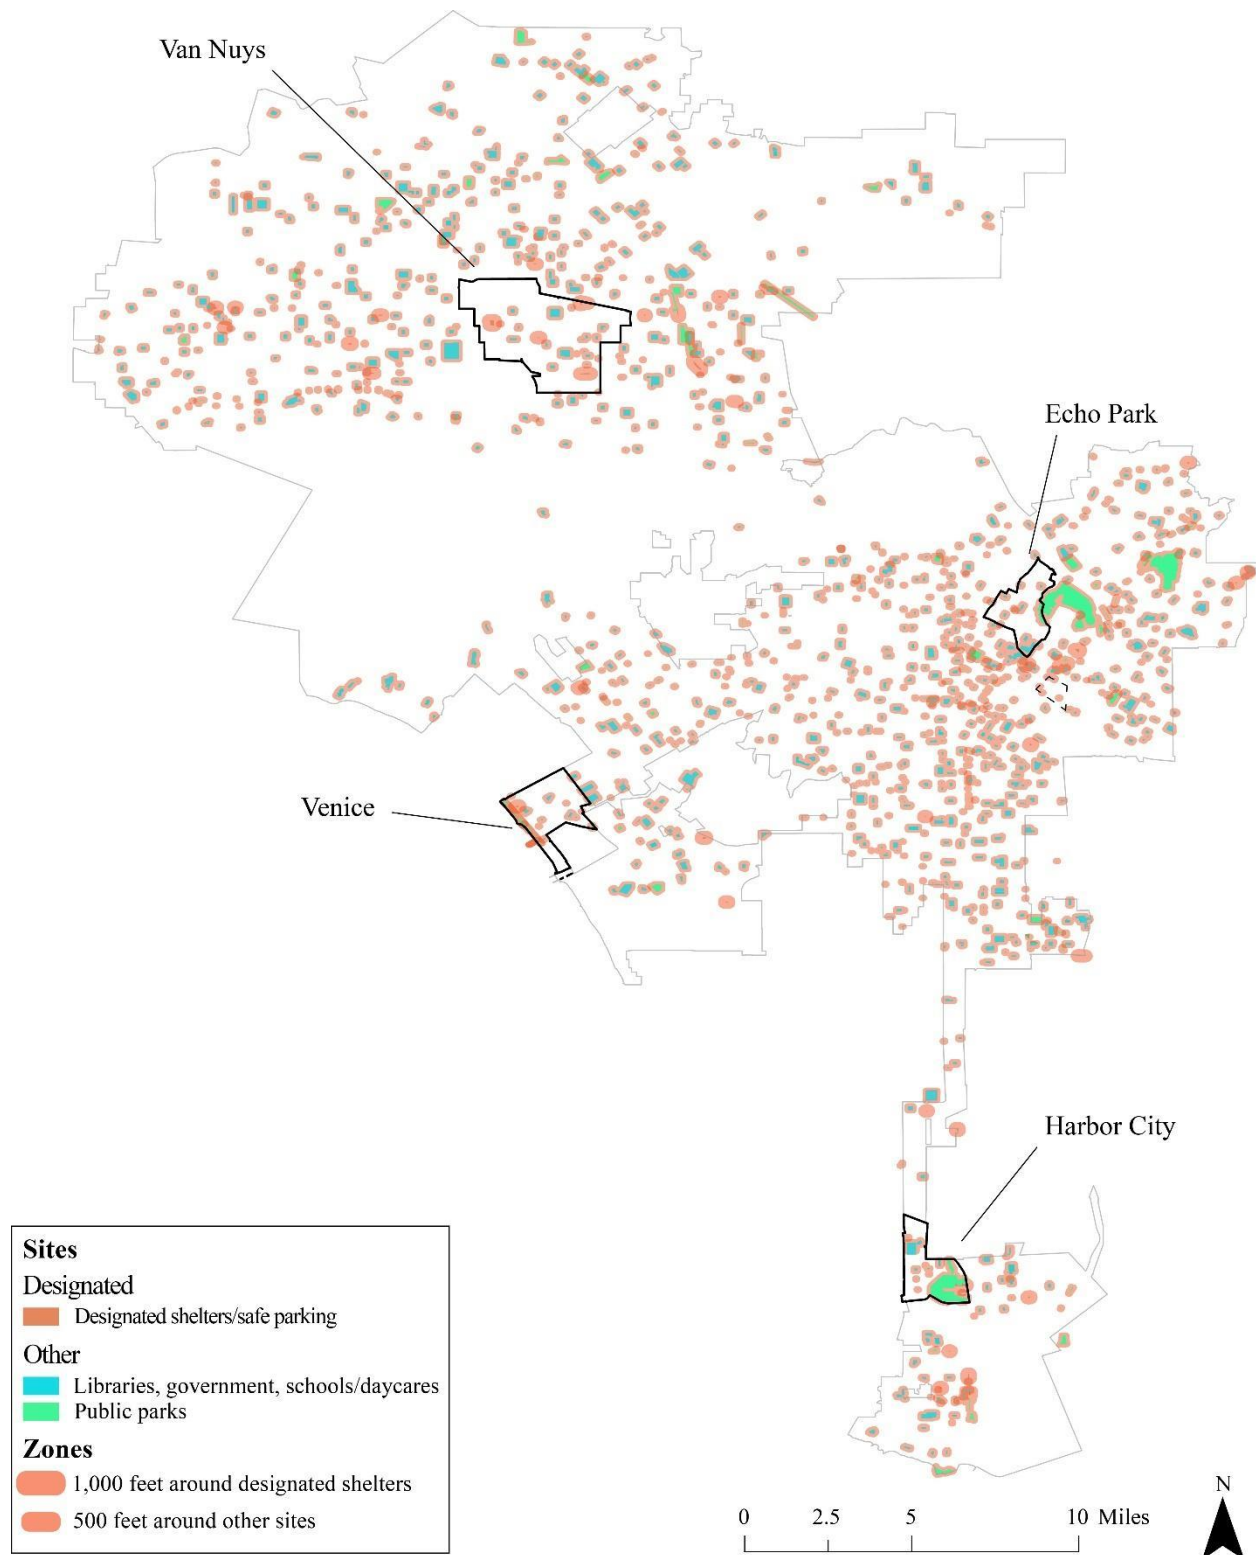 Van Nuys
Echo Park
Venice
Harbor City
Sites
Designated
Designated shelters/safe parking
Other
Libraries, government, schools/daycares
Public parks
Zones
1,000 feet around designated shelters
500 feet around other sites
N
0 2.5 5 10 Miles